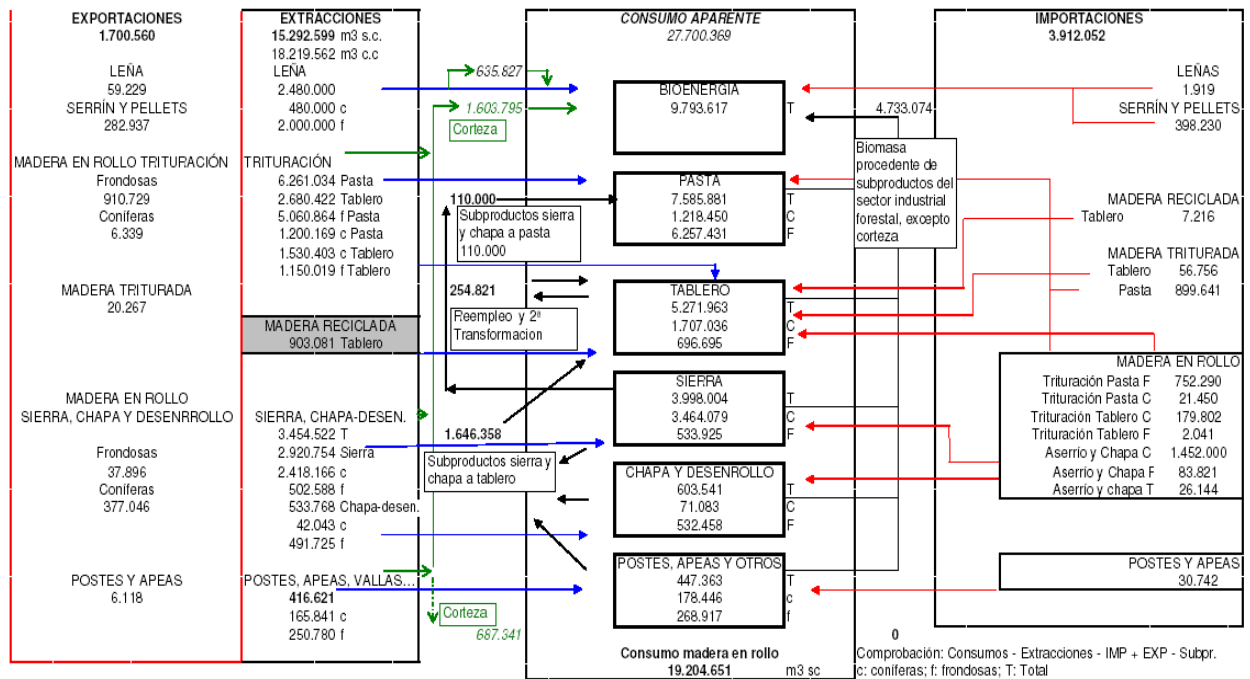 EXPORTACIONES
1.700.560
LEÑA
59.229
SERRÍN Y PELLETS
282.937
MADERA EN ROLLO TRITURACIÓN
Frondosas
910.729
Coníferas
6.339
MADERA TRITURADA
20.267
MADERA EN ROLLO
SIERRA, CHAPA Y DESENRROLLO
Frondosas
37.896
Coníferas
377.046
POSTES Y APEAS
6.118
EXTRACCIONES
15.292.599 m3 s.c.
18.219.562 m3 c.c
LEÑA
2.480.000
480.000 c
2.000.000 f
TRITURACIÓN
6.261.034 Pasta
2.680.422 Tablero
5.060.864 f Pasta
1.200.169 c Pasta
1.530.403 c Tablero
1.150.019 f Tablero
MADERA RECICLADA
903.081 Tablero
SIERRA, CHAPA-DESEN.
3.454.522 T
2.920.754 Sierra
2.418.166 c
502.588 f
533.768 Chapa-desen.
42.043 c
491.725 f
POSTES, APEAS, VALLAS...
416.621
165.841 c
250.780 f
635.827
1.603.795
Corteza
110.000
Subproductos sierra
y chapa a pasta
110.000
254.821
Reempleo y 2ª
Transformacion
1.646.358
Subproductos sierra y
chapa a tablero
Corteza
687.341
CONSUMO APARENTE
27.700.369
BIOENERGIA
9.793.617 T
PASTA
7.585.881 T
1.218.450 C
6.257.431 F
TABLERO
5.271.963 T
1.707.036 C
696.695 F
SIERRA
3.998.004 T
3.464.079 C
533.925 F
CHAPA Y DESENROLLO
603.541 T
71.083 C
532.458 F
POSTES, APEAS Y OTROS
447.363 T
178.446 c
268.917 f
Consumo madera en rollo
19.204.651 m3 sc
4.733.074
Biomasa
procedente de
subproductos del
sector industrial
forestal, excepto
corteza
0
Comprobación: Consumos - Extracciones - IMP + EXP - Subpr.
c: coníferas; f: frondosas; T: Total
IMPORTACIONES
3.912.052
LEÑAS
1.919
SERRÍN Y PELLETS
398.230
MADERA RECICLADA
Tablero 7.216
MADERA TRITURADA
Tablero 56.756
Pasta 899.641
MADERA EN ROLLO
Trituración Pasta F 752.290
Trituración Pasta C 21.450
Trituración Tablero C 179.802
Trituración Tablero F 2.041
Aserrio y Chapa C 1.452.000
Aserrio y Chapa F 83.821
Aserrio y chapa T 26.144
POSTES Y APEAS
30.742